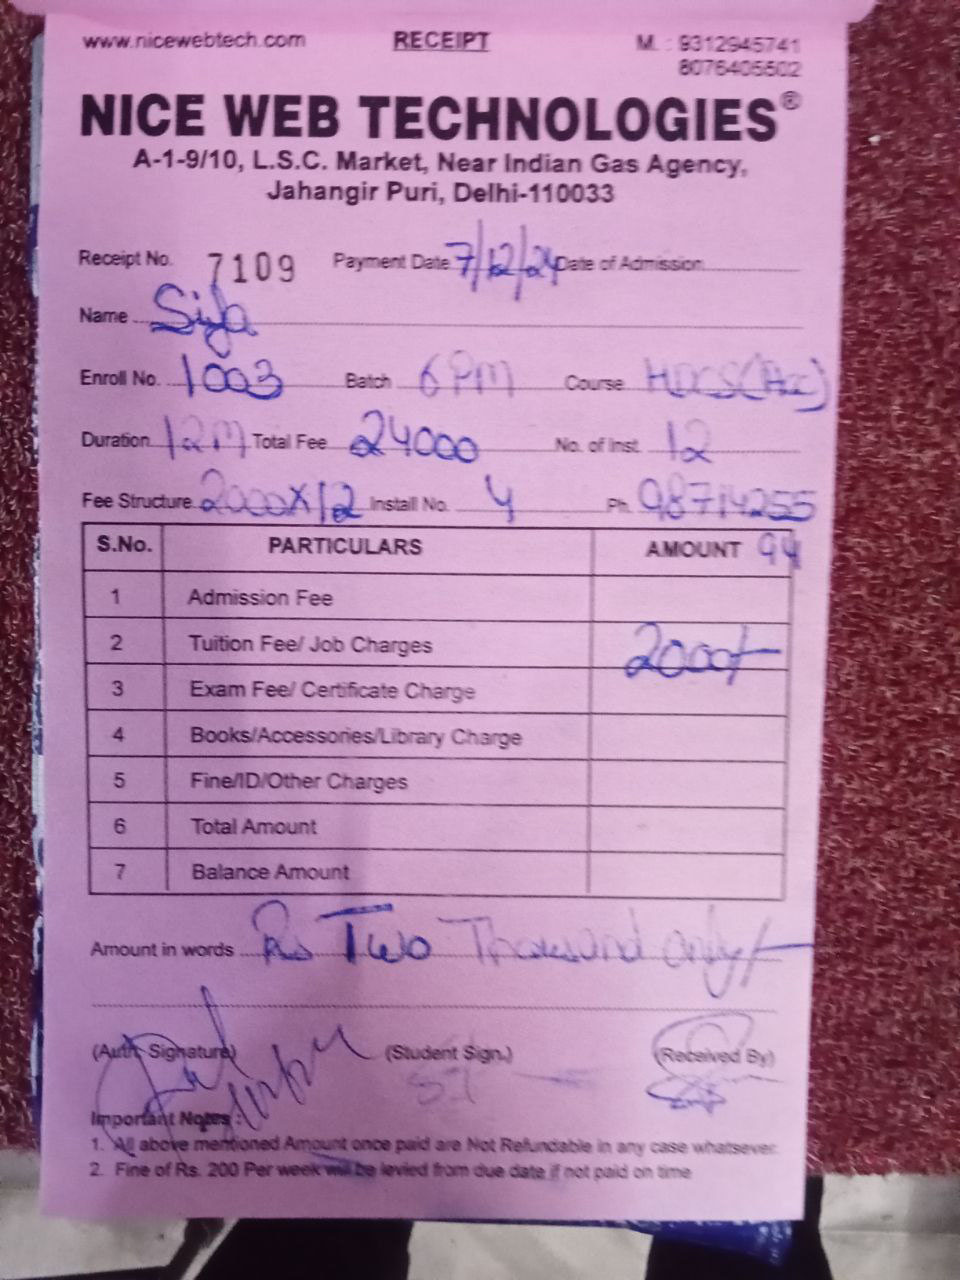 www.nicewebtech.com RECEIPT M. : 9312945741
8076405502
NICE WEB TECHNOLOGIES®
A-1-9/10, L.S.C. Market, Near Indian Gas Agency,
Jahangir Puri, Delhi-110033
Receipt No. 7109 Payment Date 7/12/24 Date of Admission
Name
Enroll No. 1003 Batch 6 PM Course HDCS(Acc)
Duration 12M Total Fee 24000 No. of Inst. 12
Fee Structure 2000X12 Install No. 4 Ph. 98714255
94
S.No. PARTICULARS AMOUNT
1 Admission Fee
2 Tuition Fee/ Job Charges 2000/-
3 Exam Fee/ Certificate Charge
4 Books/Accessories/Library Charge
5 Fine/ID/Other Charges
6 Total Amount
7 Balance Amount
Amount in words Rs Two Thousand only/-
(Auth. Signature) (Student Sign.) (Received By)
Important Notes :
1. All above mentioned Amount once paid are Not Refundable in any case whatsever.
2. Fine of Rs. 200 Per week will be levied from due date if not paid on time